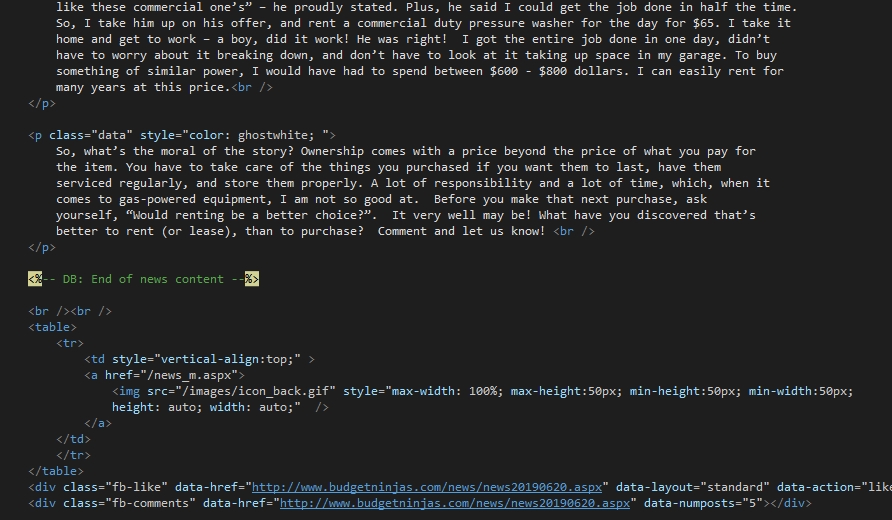 like these commercial one's” – he proudly stated. Plus, he said I could get the job done in half the time.
So, I take him up on his offer, and rent a commercial duty pressure washer for the day for $65. I take it
home and get to work – a boy, did it work! He was right!  I got the entire job done in one day, didn’t
have to worry about it breaking down, and don’t have to look at it taking up space in my garage. To buy
something of similar power, I would have had to spend between $600 - $800 dollars. I can easily rent for
many years at this price.<br />
</p>
<p class="data" style="color: ghostwhite; ">
So, what’s the moral of the story? Ownership comes with a price beyond the price of what you pay for
the item. You have to take care of the things you purchased if you want them to last, have them
serviced regularly, and store them properly. A lot of responsibility and a lot of time, which, when it
comes to gas-powered equipment, I am not so good at.  Before you make that next purchase, ask
yourself, “Would renting be a better choice?”.  It very well may be! What have you discovered that’s
better to rent (or lease), than to purchase?  Comment and let us know! <br />
</p>
<%-- DB: End of news content --%>
<br /><br />
<table>
<tr>
<td style="vertical-align:top;" >
<a href="/news_m.aspx">
<img src="/images/icon_back.gif" style="max-width: 100%; max-height:50px; min-height:50px; min-width:50px;
height: auto; width: auto;"  />
</a>
</td>
</tr>
</table>
<div class="fb-like" data-href="http://www.budgetninjas.com/news/news20190620.aspx" data-layout="standard" data-action="like
<div class="fb-comments" data-href="http://www.budgetninjas.com/news/news20190620.aspx" data-numposts="5"></div>